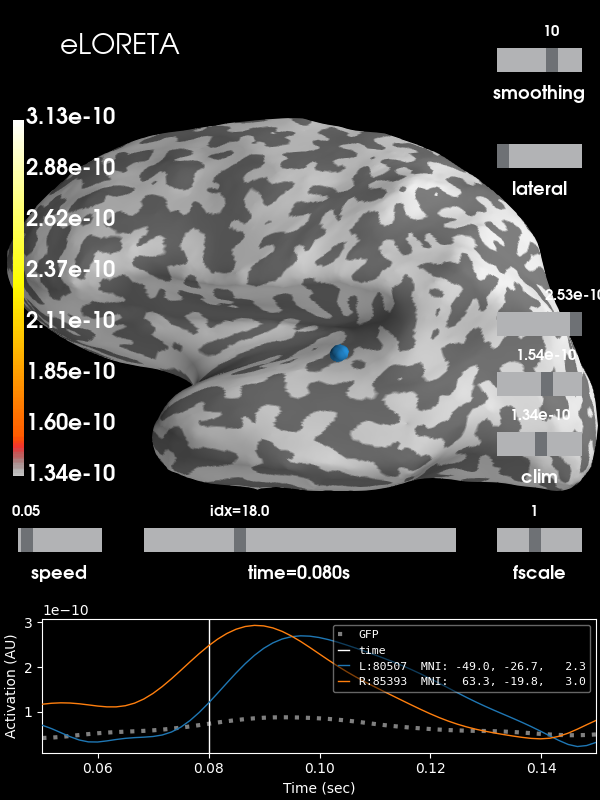 eLORETA
10
smoothing
lateral
3.13e-10
2.88e-10
2.62e-10
2.37e-10
2.11e-10
1.85e-10
1.60e-10
1.34e-10
2.53e-10
1.54e-10
1.34e-10
clim
0.05
speed
idx=18.0
time=0.080s
1
fscale
1e−10
3
2
1
Activation (AU)
GFP
time
L:80507 MNI: -49.0, -26.7, 2.3
R:85393 MNI: 63.3, -19.8, 3.0
0.06 0.08 0.10 0.12 0.14
Time (sec)